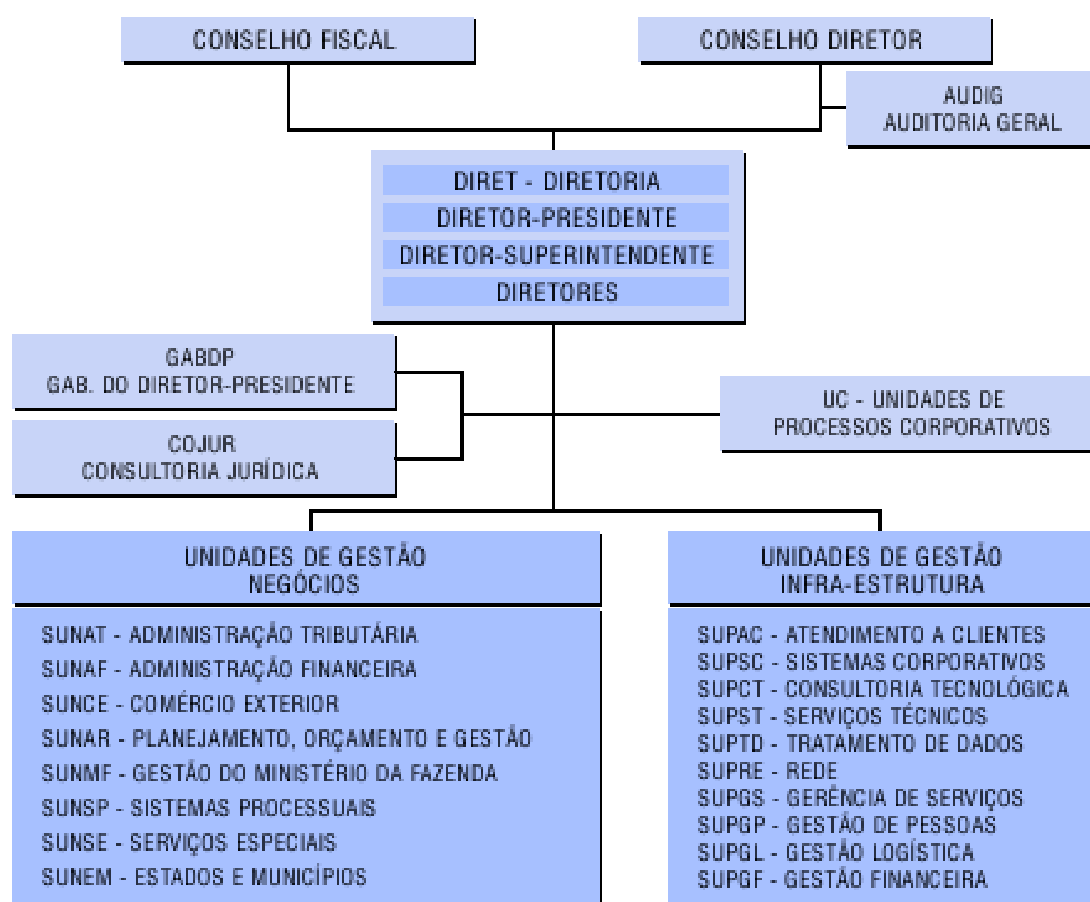 CONSELHO FISCAL
CONSELHO DIRETOR
AUDIG
AUDITORIA GERAL
DIRET - DIRETORIA
DIRETOR-PRESIDENTE
DIRETOR-SUPERINTENDENTE
DIRETORES
GABDP
GAB. DO DIRETOR-PRESIDENTE
COJUR
CONSULTORIA JURÍDICA
UC - UNIDADES DE
PROCESSOS CORPORATIVOS
UNIDADES DE GESTÃO
NEGÓCIOS
SUNAT - ADMINISTRAÇÃO TRIBUTÁRIA
SUNAF - ADMINISTRAÇÃO FINANCEIRA
SUNCE - COMÉRCIO EXTERIOR
SUNAR - PLANEJAMENTO, ORÇAMENTO E GESTÃO
SUNMF - GESTÃO DO MINISTÉRIO DA FAZENDA
SUNSP - SISTEMAS PROCESSUAIS
SUNSE - SERVIÇOS ESPECIAIS
SUNEM - ESTADOS E MUNICÍPIOS
UNIDADES DE GESTÃO
INFRA-ESTRUTURA
SUPAC - ATENDIMENTO A CLIENTES
SUPSC - SISTEMAS CORPORATIVOS
SUPCT - CONSULTORIA TECNOLÓGICA
SUPST - SERVIÇOS TÉCNICOS
SUPTD - TRATAMENTO DE DADOS
SUPRE - REDE
SUPGS - GERÊNCIA DE SERVIÇOS
SUPGP - GESTÃO DE PESSOAS
SUPGL - GESTÃO LOGÍSTICA
SUPGF - GESTÃO FINANCEIRA